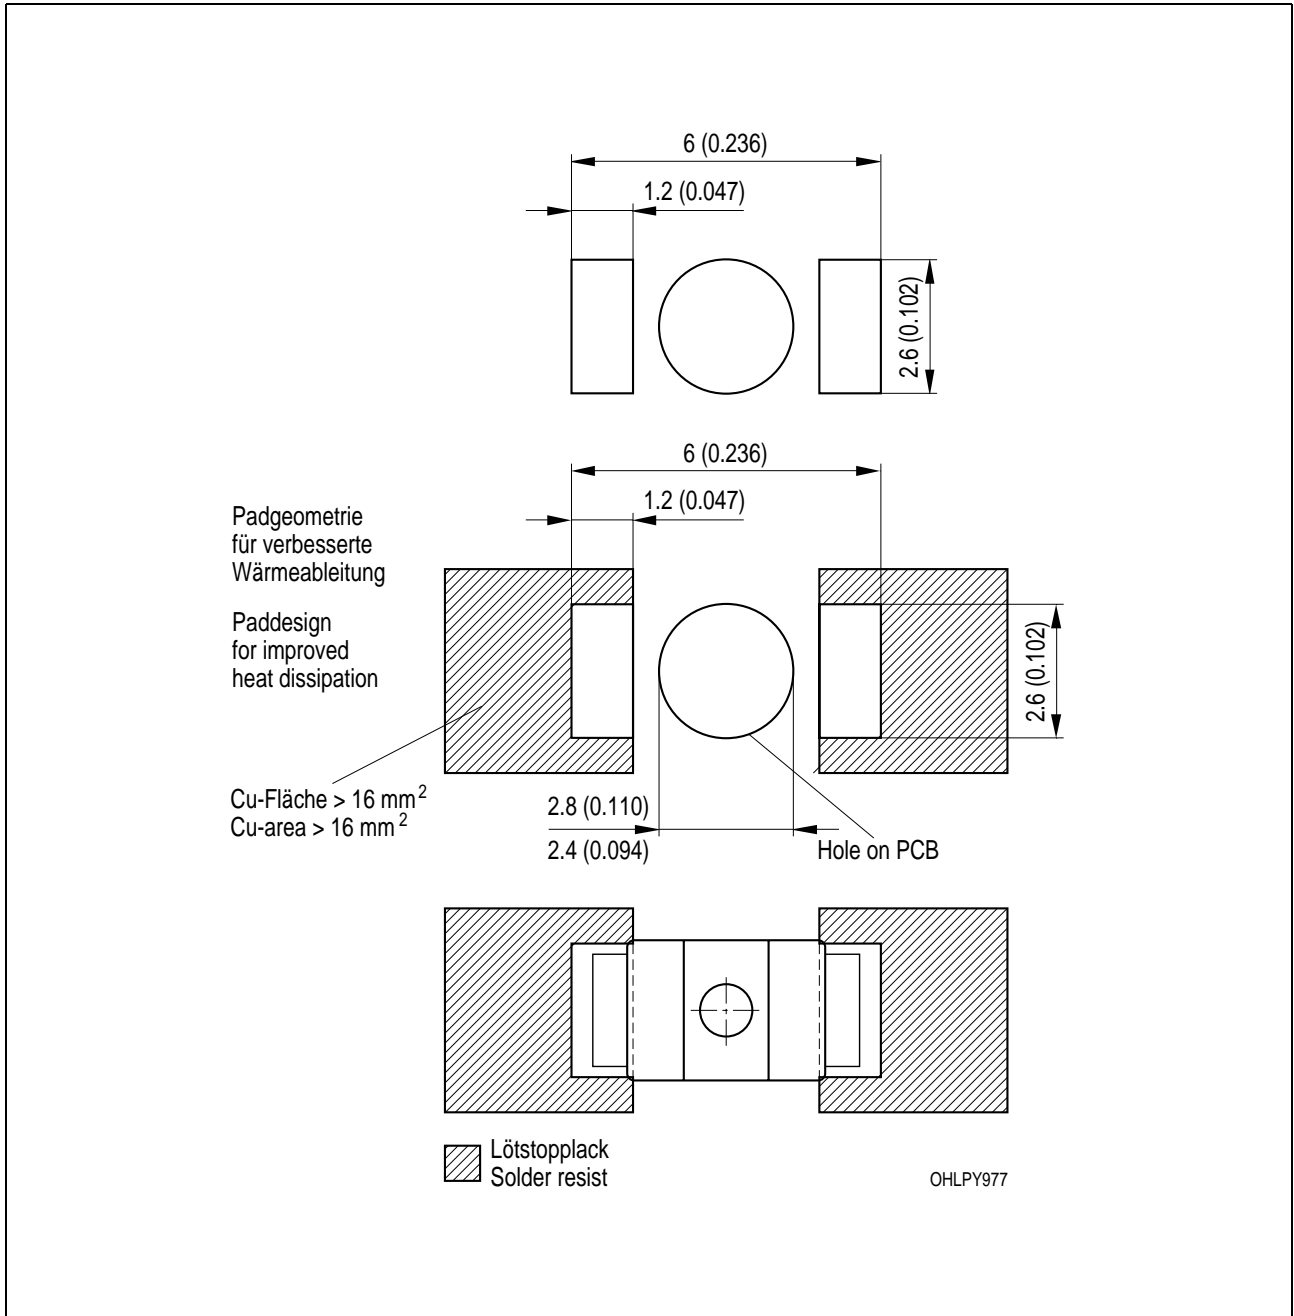 6 (0.236)
1.2 (0.047)
2.6 (0.102)
6 (0.236)
1.2 (0.047)
Padgeometrie
für verbesserte
Wärmeableitung
Paddesign
for improved
heat dissipation
2.6 (0.102)
Cu-Fläche > 16 mm²
Cu-area > 16 mm²
2.8 (0.110)
2.4 (0.094)
Hole on PCB
Lötstopplack
Solder resist
OHLPY977